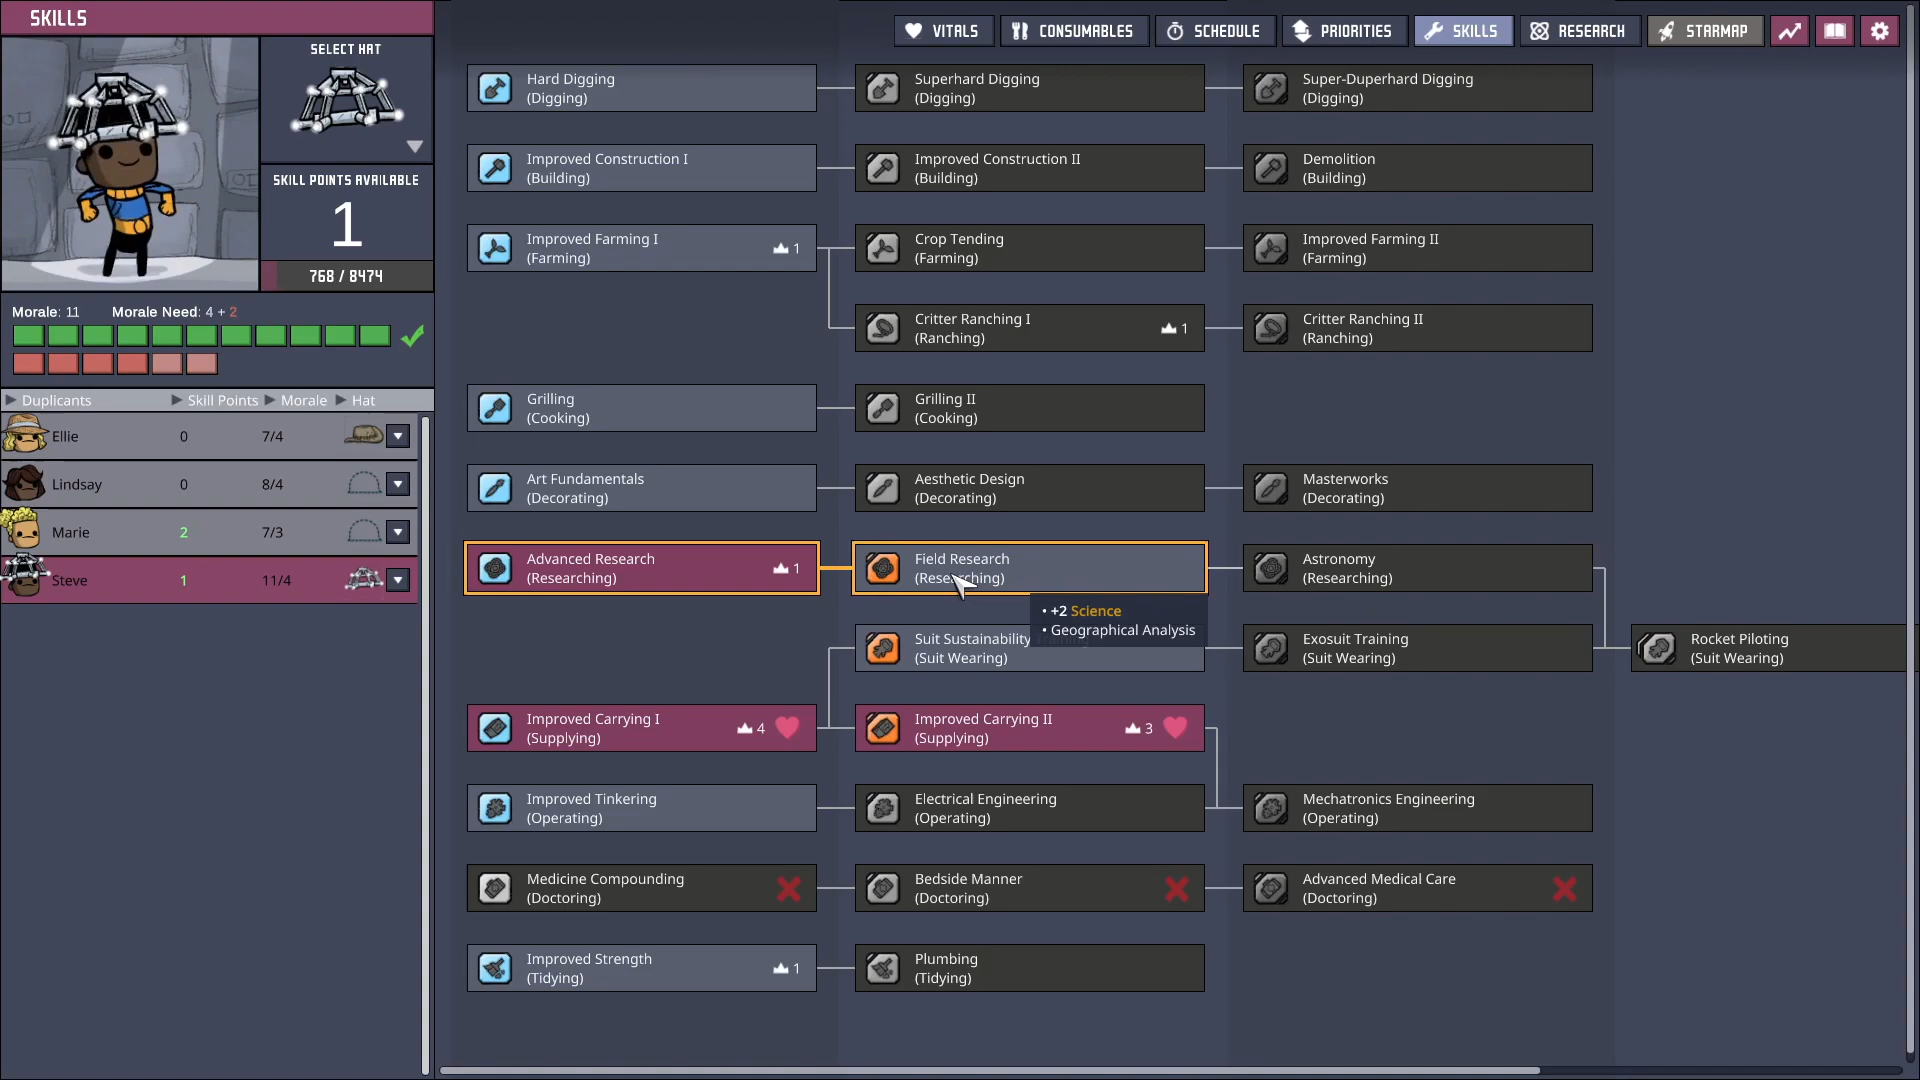 SKILLS
VITALS
CONSUMABLES
SCHEDULE
PRIORITIES
SKILLS
RESEARCH
STARMAP
SELECT HAT
SKILL POINTS AVAILABLE
1
768 / 8474
Morale: 11 Morale Need: 4 + 2
Duplicants Skill Points Morale Hat
Ellie 0 7/4
Lindsay 0 8/4
Marie 2 7/3
Steve 1 11/4
Hard Digging
(Digging)
Superhard Digging
(Digging)
Super-Duperhard Digging
(Digging)
Improved Construction I
(Building)
Improved Construction II
(Building)
Demolition
(Building)
Improved Farming I
(Farming)
1
Crop Tending
(Farming)
Improved Farming II
(Farming)
Critter Ranching I
(Ranching)
1
Critter Ranching II
(Ranching)
Grilling
(Cooking)
Grilling II
(Cooking)
Art Fundamentals
(Decorating)
Aesthetic Design
(Decorating)
Masterworks
(Decorating)
Advanced Research
(Researching)
1
Field Research
(Researching)
Astronomy
(Researching)
• +2 Science
• Geographical Analysis
Suit Sustainability
(Suit Wearing)
Exosuit Training
(Suit Wearing)
Rocket Piloting
(Suit Wearing)
Improved Carrying I
(Supplying)
4
Improved Carrying II
(Supplying)
3
Improved Tinkering
(Operating)
Electrical Engineering
(Operating)
Mechatronics Engineering
(Operating)
Medicine Compounding
(Doctoring)
Bedside Manner
(Doctoring)
Advanced Medical Care
(Doctoring)
Improved Strength
(Tidying)
1
Plumbing
(Tidying)